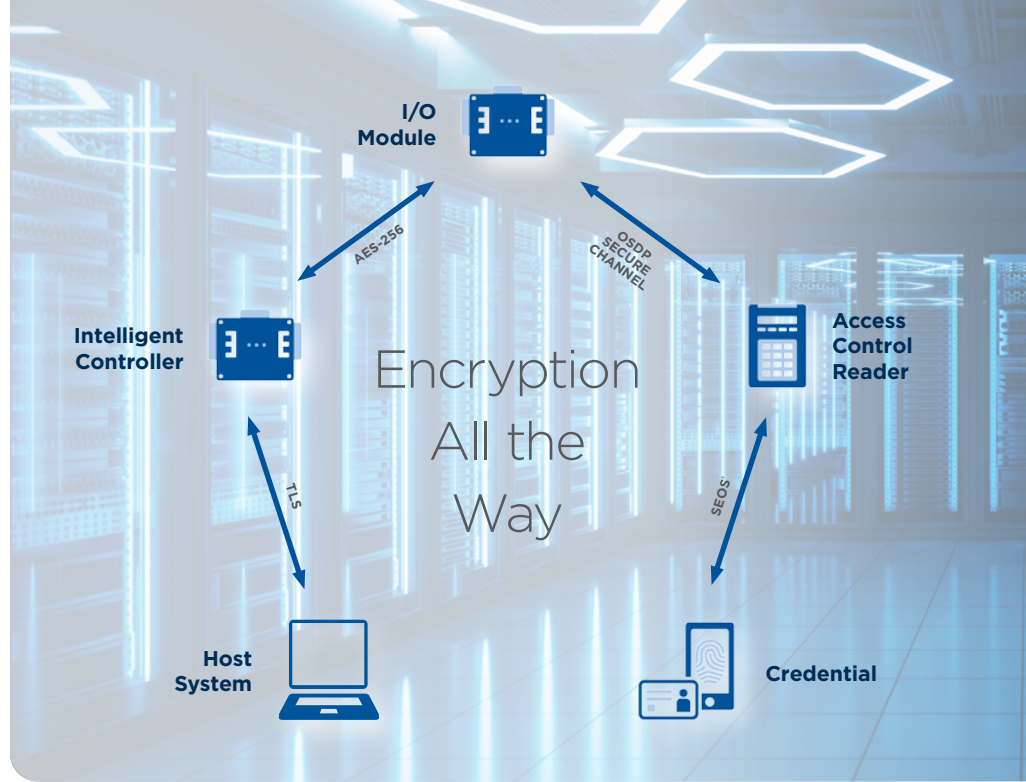 I/O
Module
AES-256
OSDP
SECURE
CHANNEL
Intelligent
Controller
Access
Control
Reader
Encryption
All the
Way
TLS
SEOS
Host
System
Credential